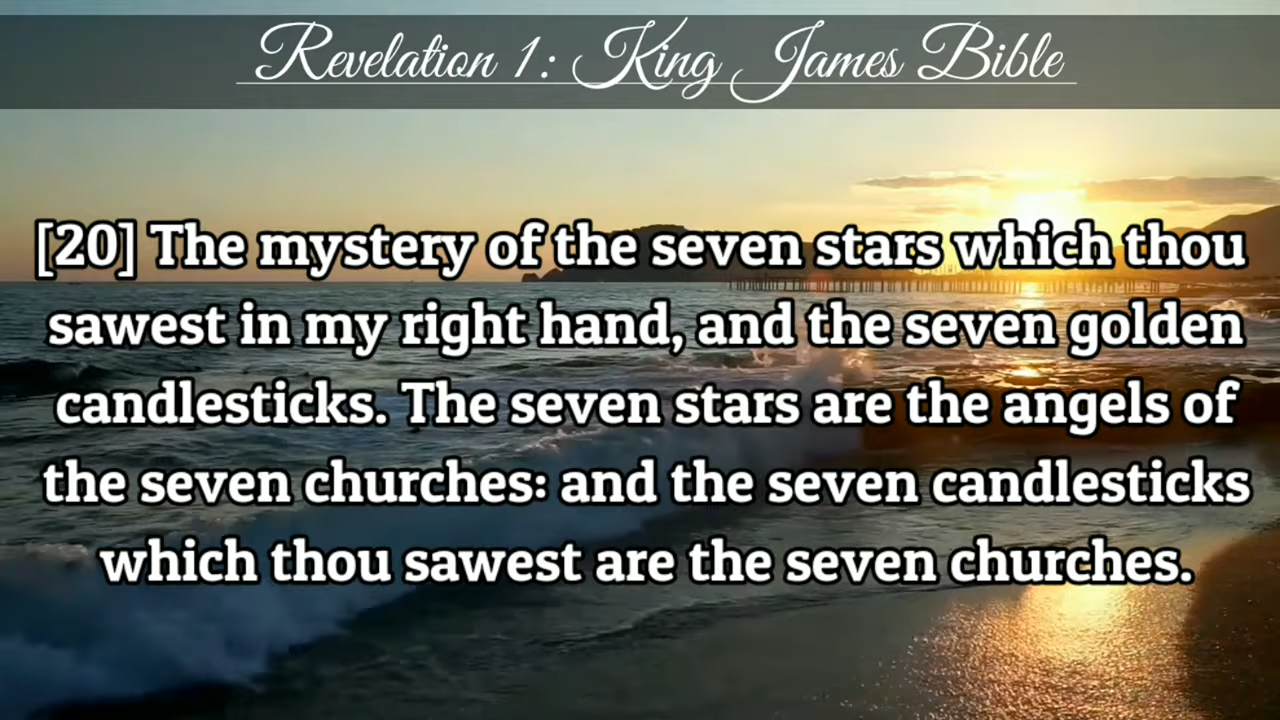 Revelation 1: King James Bible
[20] The mystery of the seven stars which thou
sawest in my right hand, and the seven golden
candlesticks. The seven stars are the angels of
the seven churches: and the seven candlesticks
which thou sawest are the seven churches.